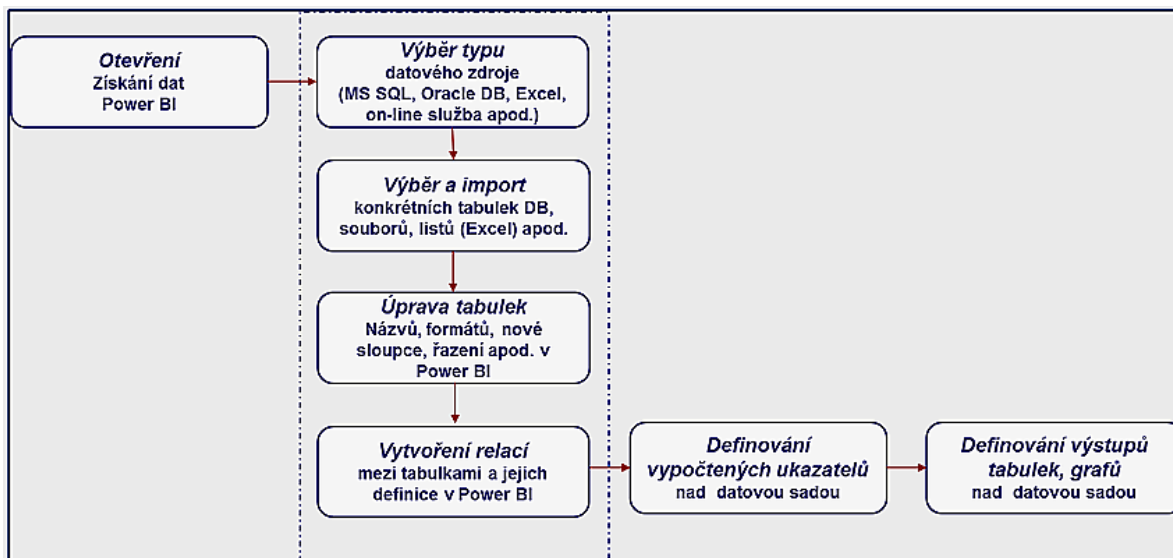 Otevření
Získání dat
Power BI
Výběr typu
datového zdroje
(MS SQL, Oracle DB, Excel,
on-line služba apod.)
Výběr a import
konkrétních tabulek DB,
souborů, listů (Excel) apod.
Úprava tabulek
Názvů, formátů, nové
sloupce, řazení apod. v
Power BI
Vytvoření relací
mezi tabulkami a jejich
definice v Power BI
Definování
vypočtených ukazatelů
nad datovou sadou
Definování výstupů
tabulek, grafů
nad datovou sadou